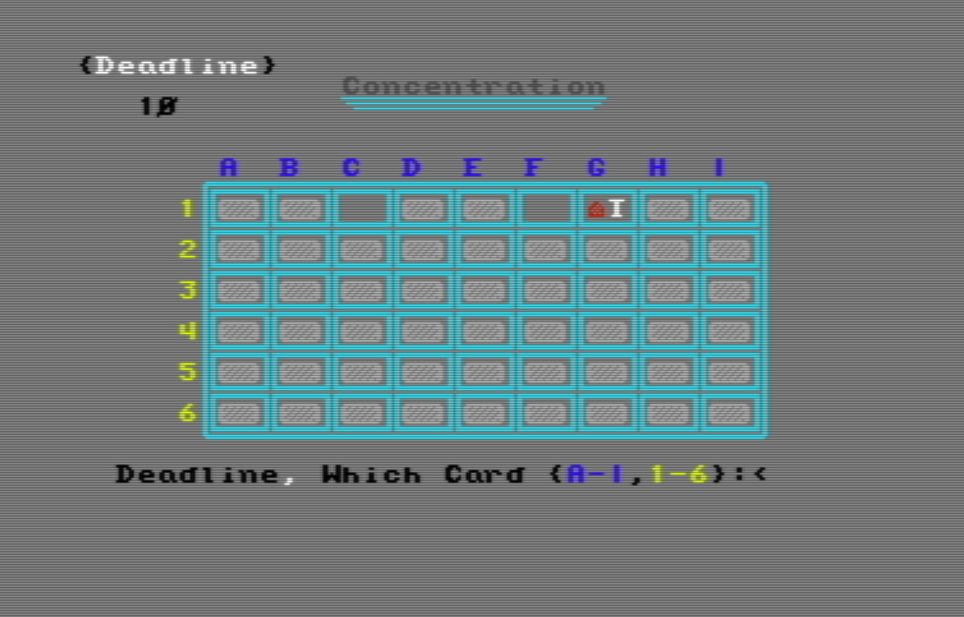 {Deadline}
Concentration
10
A B C D E F G H I
1 I
2
3
4
5
6
Deadline, Which Card {A-I,1-6}:<